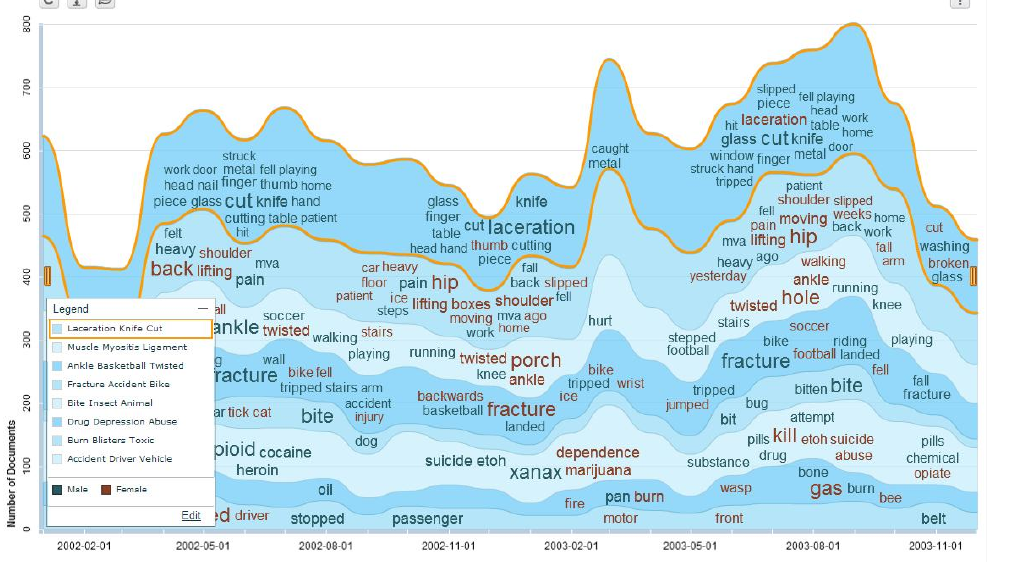 800
700
600
500
400
300
200
100
0
Number of Documents
struck
work door metal fell playing
head nail finger thumb home
piece glass cut knife hand
cutting table patient
felt hit
heavy shoulder
back lifting mva
pain
soccer
ankle twisted
walking stairs
wall playing
bike fell
tripped stairs arm
tick cat bite accident
injury
dog
cocaine
heroin
oil
driver stopped passenger
glass knife
finger
table cut laceration
head hand thumb cutting
piece
car heavy fall
floor pain hip back slipped
patient ice lifting boxes shoulder fell
steps moving mva ago
work home
running twisted porch
knee ankle
backwards ice
basketball fracture
landed
suicide etoh
xanax
caught
metal
hurt
bike
tripped wrist
dependence
marijuana
fire pan burn
motor
slipped
piece fell playing
head
hit laceration table work
home
glass cut knife
window finger metal door
struck hand
tripped
patient
shoulder slipped
fell weeks home
pain moving back work
mva lifting hip
heavy ago fall
yesterday walking arm
ankle running
twisted hole knee
stairs
stepped soccer
football bike riding playing
fracture football landed
fell
tripped bitten bite fall
jumped bug fracture
bit attempt
pills kill etoh suicide pills
drug abuse
substance chemical
bone opiate
wasp gas burn bee
front belt
cut
washing
broken
glass
Legend
Laceration Knife Cut
Muscle Myositis Ligament
Ankle Basketball Twisted
Fracture Accident Bike
Bite Insect Animal
Drug Depression Abuse
Burn Blisters Toxic
Accident Driver Vehicle
Male Female
Edit
2002-02-01 2002-05-01 2002-08-01 2002-11-01 2003-02-01 2003-05-01 2003-08-01 2003-11-01